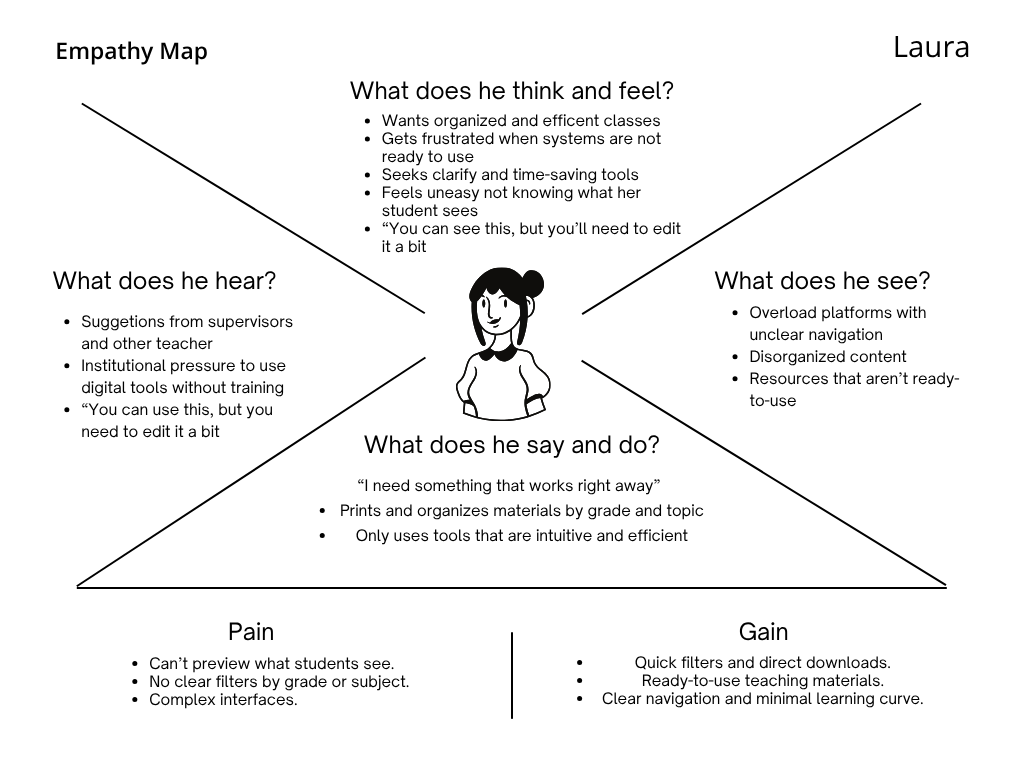 Empathy Map
Laura
What does he think and feel?
• Wants organized and efficent classes
• Gets frustrated when systems are not
ready to use
• Seeks clarify and time-saving tools
• Feels uneasy not knowing what her
student sees
• “You can see this, but you’ll need to edit
it a bit
What does he hear?
• Suggetions from supervisors
and other teacher
• Institutional pressure to use
digital tools without training
• “You can use this, but you
need to edit it a bit
What does he see?
• Overload platforms with
unclear navigation
• Disorganized content
• Resources that aren’t ready-
to-use
What does he say and do?
“I need something that works right away”
• Prints and organizes materials by grade and topic
• Only uses tools that are intuitive and efficient
Pain
• Can’t preview what students see.
• No clear filters by grade or subject.
• Complex interfaces.
Gain
• Quick filters and direct downloads.
• Ready-to-use teaching materials.
• Clear navigation and minimal learning curve.